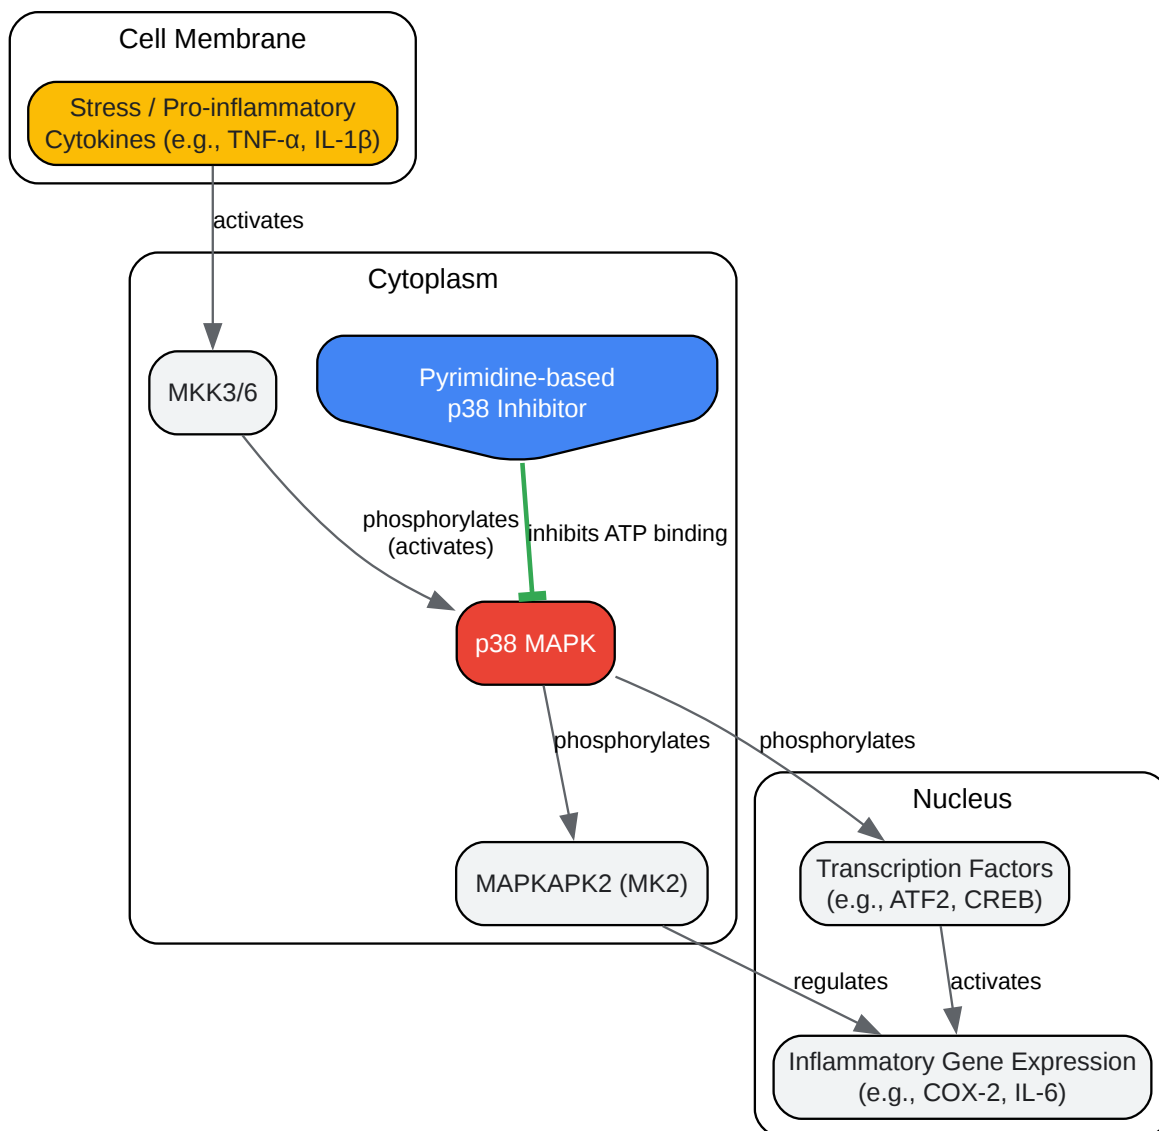 Cell Membrane
Stress / Pro-inflammatory
Cytokines (e.g., TNF-α, IL-1β)
activates
Cytoplasm
MKK3/6
Pyrimidine-based
p38 Inhibitor
phosphorylates
(activates)
inhibits ATP binding
p38 MAPK
phosphorylates
phosphorylates
Nucleus
MAPKAPK2 (MK2)
Transcription Factors
(e.g., ATF2, CREB)
regulates
activates
Inflammatory Gene Expression
(e.g., COX-2, IL-6)